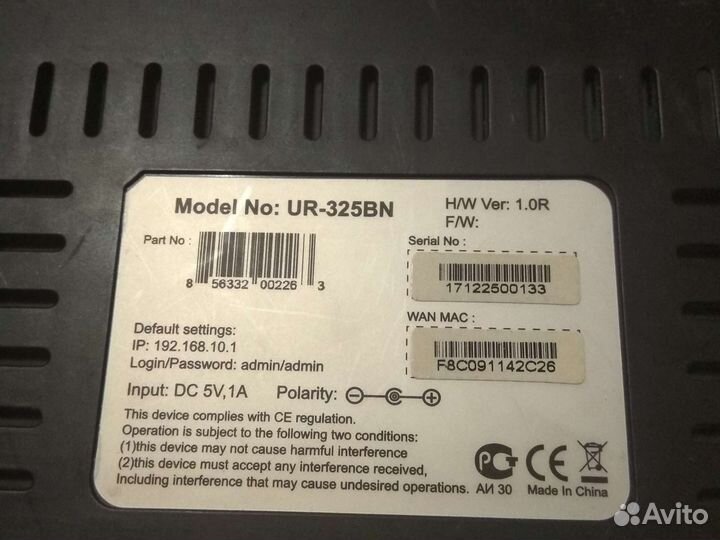 Model No: UR-325BN
H/W Ver: 1.0R
F/W:
Part No :
8 56332 00226 3
Serial No :
17122500133
WAN MAC :
F8C091142C26
Default settings:
IP: 192.168.10.1
Login/Password: admin/admin
Input: DC 5V,1A Polarity:
This device complies with CE regulation.
Operation is subject to the following two conditions:
(1)this device may not cause harmful interference
(2)this device must accept any interference received,
Including interference that may cause undesired operations.
АИ 30 Made In China
Avito